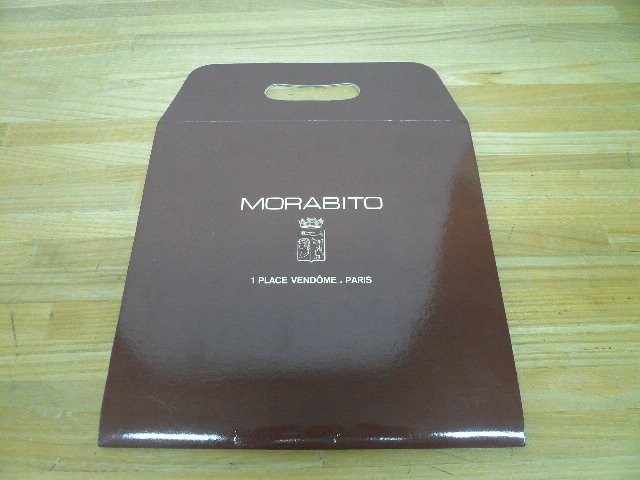 MORABITO
1 PLACE VENDÔME . PARIS